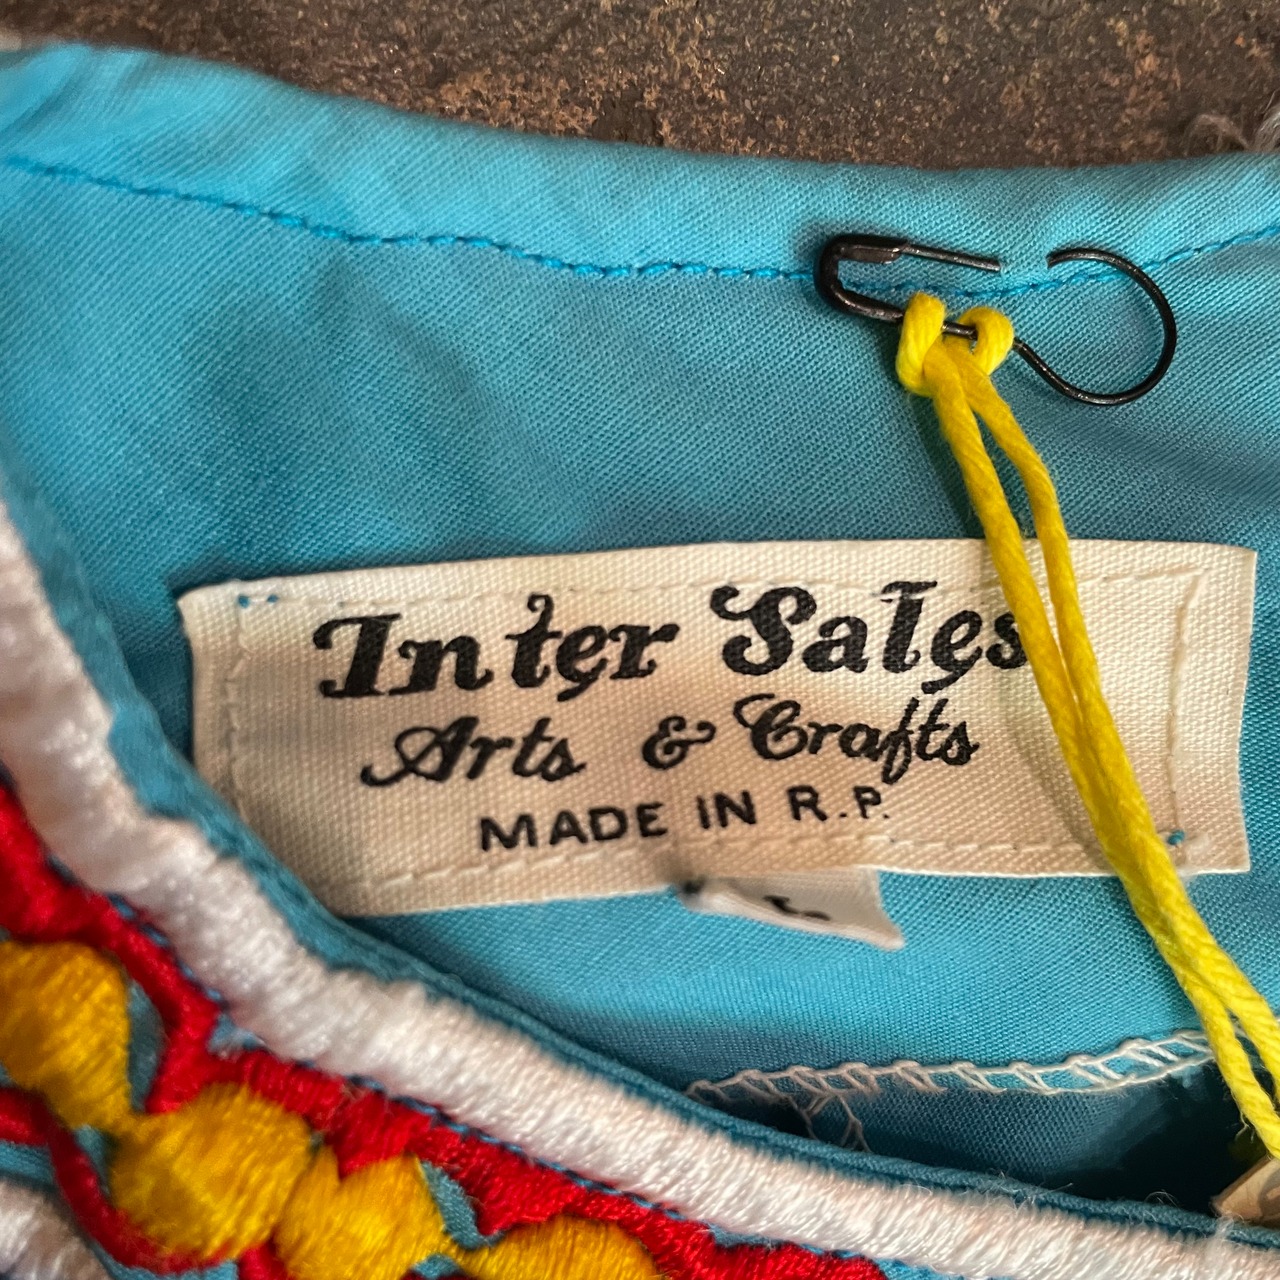 Inter Sales
Arts & Crafts
MADE IN R.P.
L